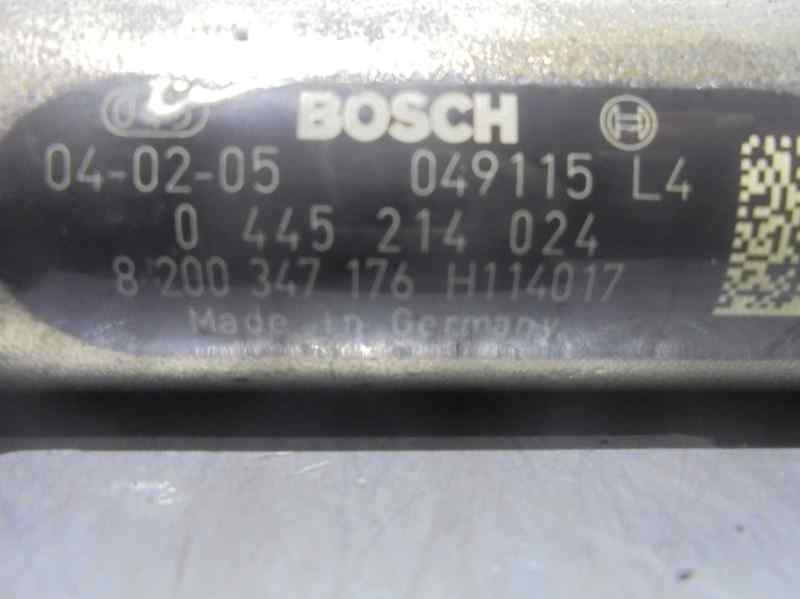 BOSCH
04-02-05 049115 L4
0 445 214 024
8 200 347 176 H114017
Made in Germany